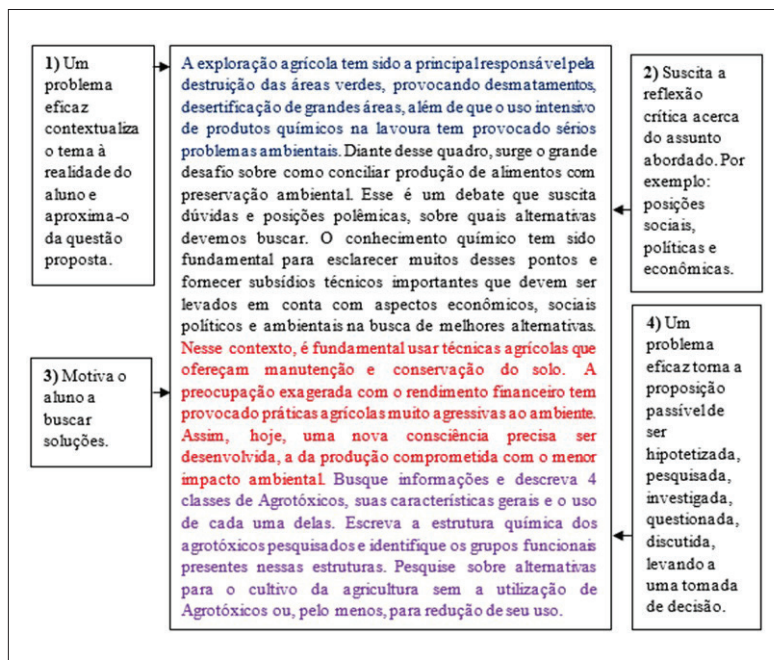 1) Um
problema
eficaz
contextualiza
o tema à
realidade do
aluno e
aproxima-o
da questão
proposta.
A exploração agrícola tem sido a principal responsável pela
destruição das áreas verdes, provocando desmatamentos,
desertificação de grandes áreas, além de que o uso intensivo
de produtos químicos na lavoura tem provocado sérios
problemas ambientais. Diante desse quadro, surge o grande
desafio sobre como conciliar produção de alimentos com
preservação ambiental. Esse é um debate que suscita
dúvidas e posições polêmicas, sobre quais alternativas
devemos buscar. O conhecimento químico tem sido
fundamental para esclarecer muitos desses pontos e
fornecer subsídios técnicos importantes que devem ser
levados em conta com aspectos econômicos, sociais
políticos e ambientais na busca de melhores alternativas.
Nesse contexto, é fundamental usar técnicas agrícolas que
ofereçam manutenção e conservação do solo. A
preocupação exagerada com o rendimento financeiro tem
provocado práticas agrícolas muito agressivas ao ambiente.
Assim, hoje, uma nova consciência precisa ser
desenvolvida, a da produção comprometida com o menor
impacto ambiental. Busque informações e descreva 4
classes de Agrotóxicos, suas características gerais e o uso
de cada uma delas. Escreva a estrutura química dos
agrotóxicos pesquisados e identifique os grupos funcionais
presentes nessas estruturas. Pesquise sobre alternativas
para o cultivo da agricultura sem a utilização de
Agrotóxicos ou, pelo menos, para redução de seu uso.
2) Suscita a
reflexão
crítica acerca
do assunto
abordado. Por
exemplo:
posições
sociais,
políticas e
econômicas.
3) Motiva o
aluno a
buscar
soluções.
4) Um
problema
eficaz torna a
proposição
passível de
ser
hipotetizada,
pesquisada,
investigada,
questionada,
discutida,
levando a
uma tomada
de decisão.